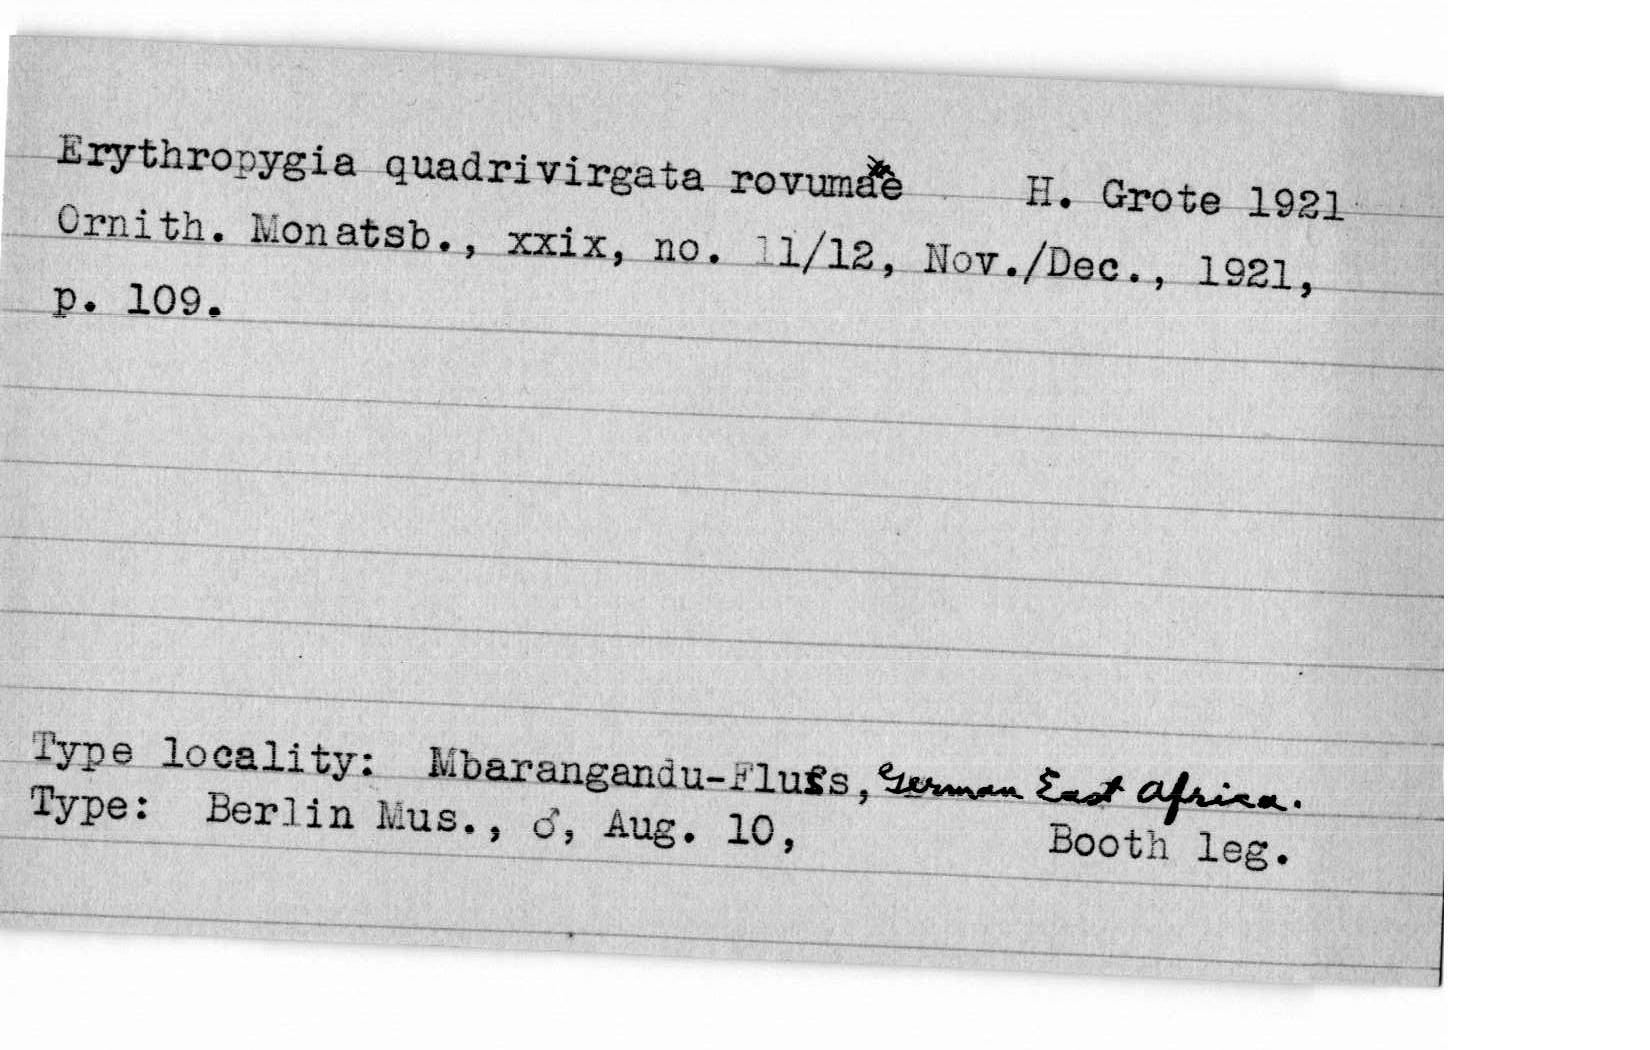 Erythropygia quadrivirgata rovumae H. Grote 1921
Ornith. Monatsb., xxix, no. 11/12, Nov./Dec., 1921,
p. 109.
Type locality: Mbarangandu-Fluss, German East Africa.
Type: Berlin Mus., ♂, Aug. 10, Booth leg.